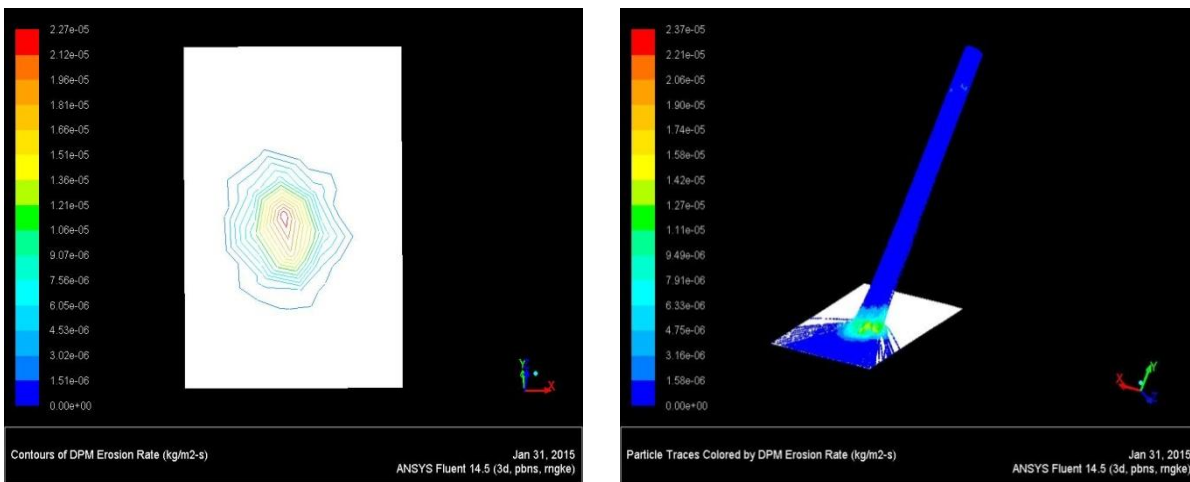 2.27e-05
2.12e-05
1.96e-05
1.81e-05
1.66e-05
1.51e-05
1.36e-05
1.21e-05
1.06e-05
9.07e-06
7.56e-06
6.05e-06
4.53e-06
3.02e-06
1.51e-06
0.00e+00
Y
X
Contours of DPM Erosion Rate (kg/m2-s)
Jan 31, 2015
ANSYS Fluent 14.5 (3d, pbns, rngke)
2.37e-05
2.21e-05
2.06e-05
1.90e-05
1.74e-05
1.58e-05
1.42e-05
1.27e-05
1.11e-05
9.49e-06
7.91e-06
6.33e-06
4.75e-06
3.16e-06
1.58e-06
0.00e+00
Y
X
Z
Particle Traces Colored by DPM Erosion Rate (kg/m2-s)
Jan 31, 2015
ANSYS Fluent 14.5 (3d, pbns, rngke)